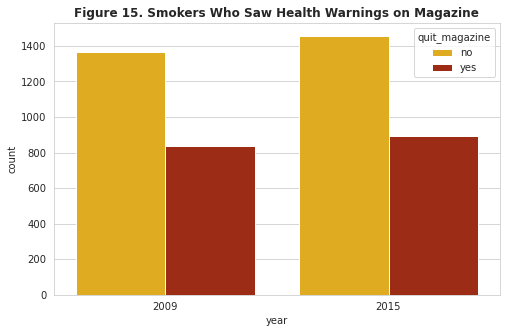 Figure 15. Smokers Who Saw Health Warnings on Magazine
quit_magazine
no
yes
1400
1200
1000
800
600
400
200
0
count
2009
2015
year